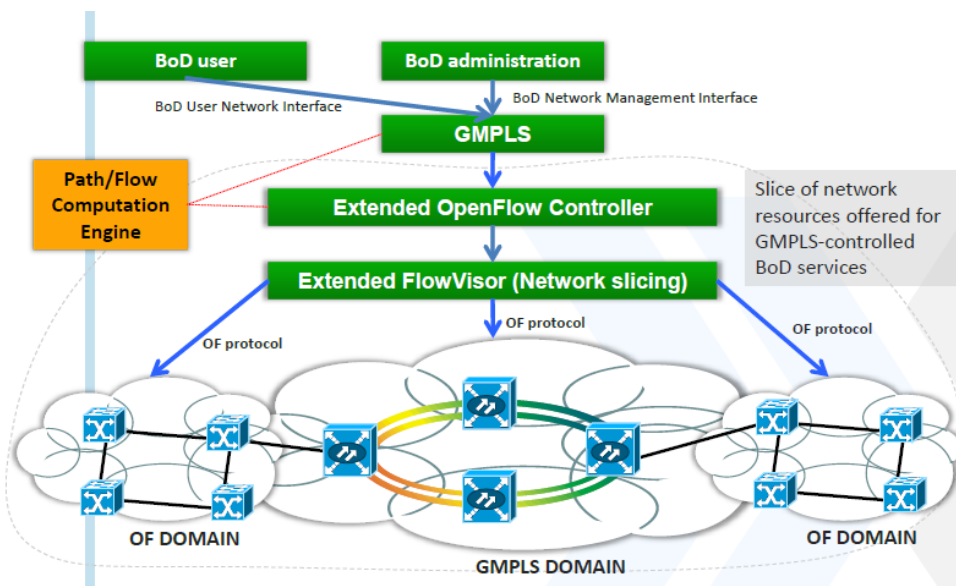 BoD user
BoD administration
BoD User Network Interface
BoD Network Management Interface
GMPLS
Path/Flow
Computation
Engine
Extended OpenFlow Controller
Slice of network
resources offered for
GMPLS-controlled
BoD services
Extended FlowVisor (Network slicing)
OF protocol
OF protocol
OF protocol
OF DOMAIN
GMPLS DOMAIN
OF DOMAIN